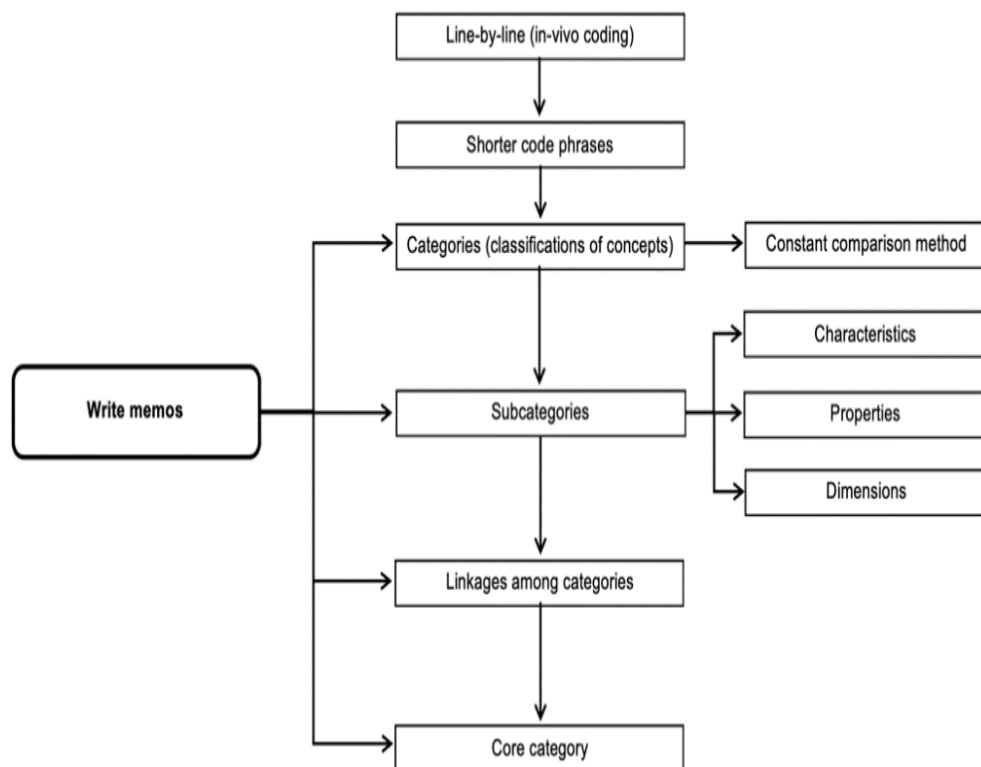 Line-by-line (in-vivo coding)
Shorter code phrases
Categories (classifications of concepts)
Constant comparison method
Characteristics
Write memos
Subcategories
Properties
Dimensions
Linkages among categories
Core category